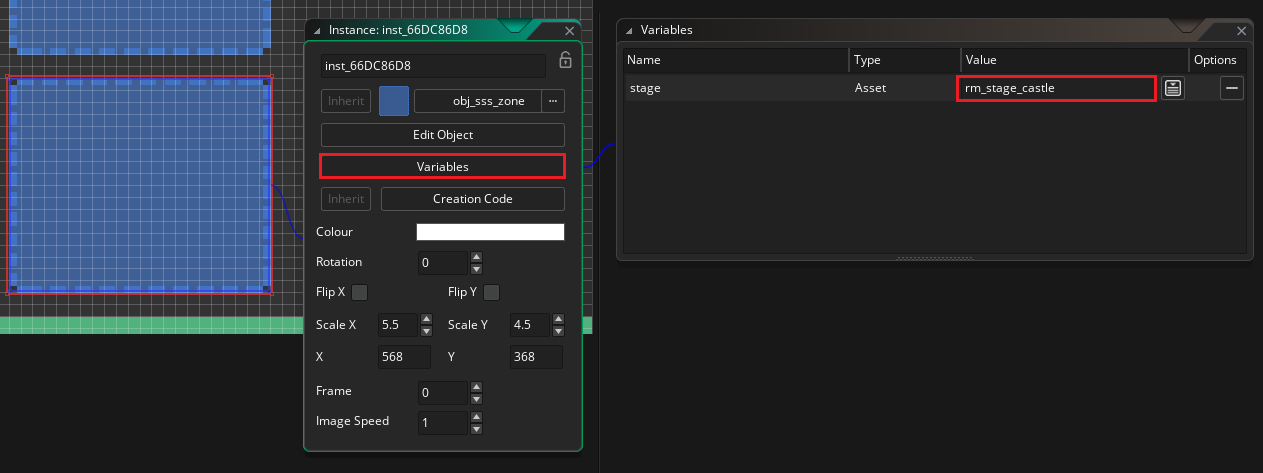 Instance: inst_66DC86D8
inst_66DC86D8
Inherit
obj_sss_zone
...
Edit Object
Variables
Inherit
Creation Code
Colour
Rotation
0
Flip X
Flip Y
Scale X
5.5
Scale Y
4.5
X
568
Y
368
Frame
0
Image Speed
1
Variables
Name Type Value Options
stage Asset rm_stage_castle